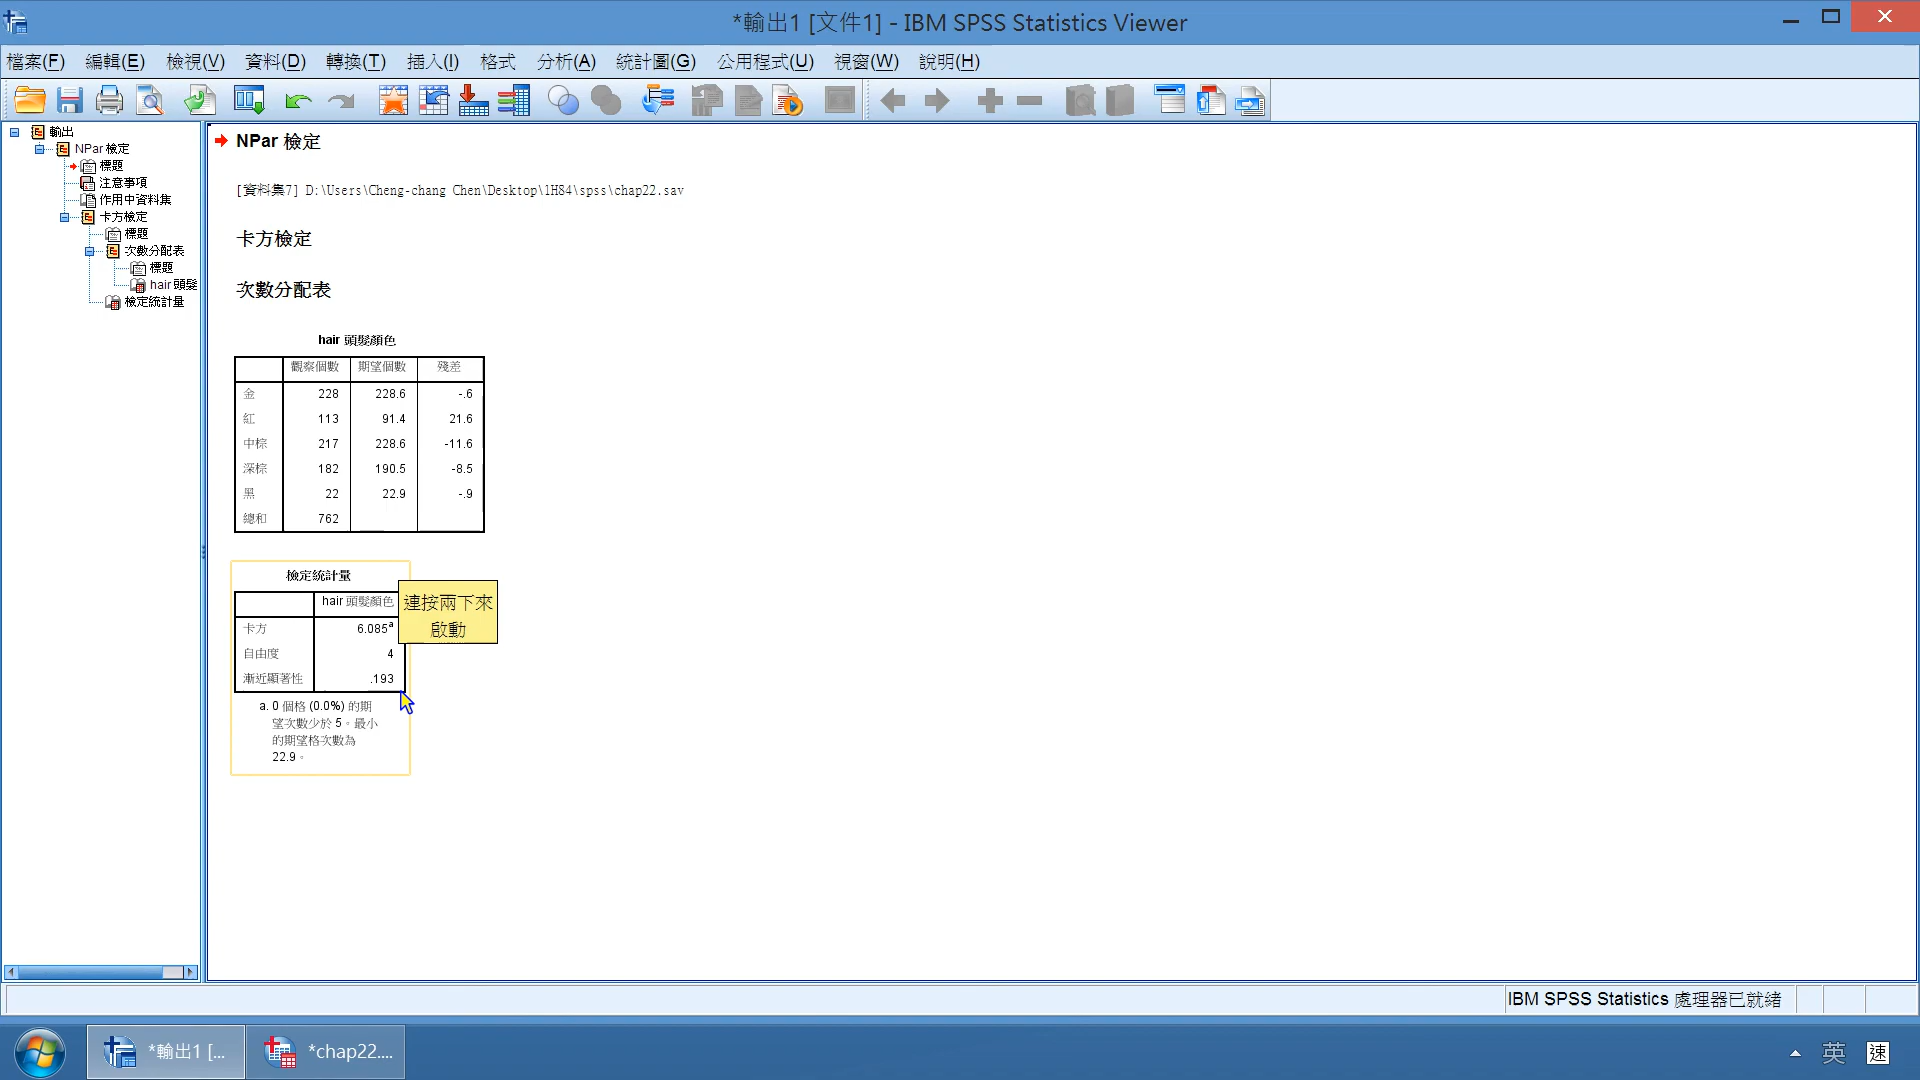 *輸出1 [文件1] - IBM SPSS Statistics Viewer
檔案(F) 編輯(E) 檢視(V) 資料(D) 轉換(T) 插入(I) 格式 分析(A) 統計圖(G) 公用程式(U) 視窗(W) 說明(H)
輸出
NPar 檢定
標題
注意事項
作用中資料集
卡方檢定
標題
次數分配表
標題
hair 頭髮
檢定統計量
NPar 檢定
[資料集7] D:\Users\Cheng-chang Chen\Desktop\1H84\spss\chap22.sav
卡方檢定
次數分配表
hair 頭髮顏色
觀察個數 期望個數 殘差
金 228 228.6 -.6
紅 113 91.4 21.6
中棕 217 228.6 -11.6
深棕 182 190.5 -8.5
黑 22 22.9 -.9
總和 762
檢定統計量
hair 頭髮顏色
卡方 6.085a
自由度 4
漸近顯著性 .193
a. 0 個格 (0.0%) 的期
望次數少於 5。最小
的期望格次數為
22.9。
連按兩下來
啟動
IBM SPSS Statistics 處理器已就緒
*輸出1 [...
*chap22....
英
速